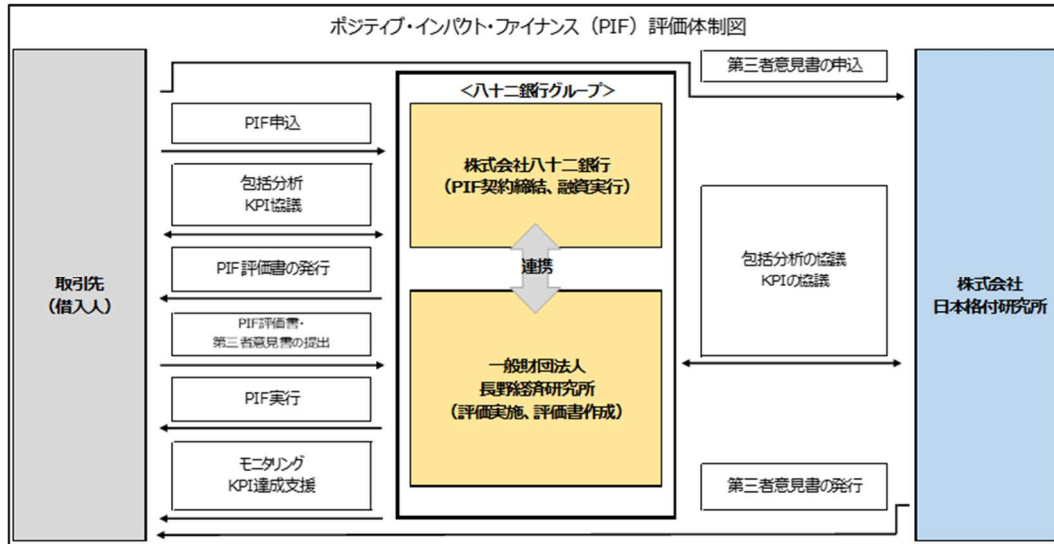 ポジティブ・インパクト・ファイナンス（PIF）評価体制図
第三者意見書の申込
＜八十二銀行グループ＞
PIF申込
株式会社八十二銀行
（PIF契約締結、融資実行）
包括分析
KPI協議
連携
包括分析の協議
KPIの協議
PIF評価書の発行
取引先
（借入人）
株式会社
日本格付研究所
PIF評価書・
第三者意見書の提出
一般財団法人
長野経済研究所
（評価実施、評価書作成）
PIF実行
モニタリング
KPI達成支援
第三者意見書の発行